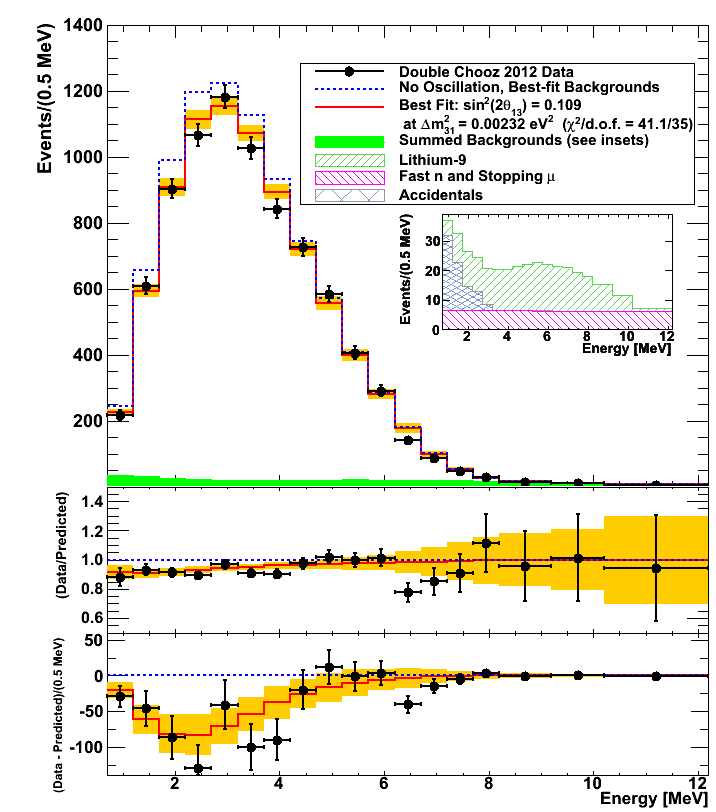 Events/(0.5 MeV)
1400
1200
1000
800
600
400
200
Double Chooz 2012 Data
No Oscillation, Best-fit Backgrounds
Best Fit: sin²(2θ₁₃) = 0.109
at Δm²₃₁ = 0.00232 eV² (χ²/d.o.f. = 41.1/35)
Summed Backgrounds (see insets)
Lithium-9
Fast n and Stopping μ
Accidentals
Events/(0.5 MeV)
30
20
10
0
2 4 6 8 10 12
Energy [MeV]
(Data/Predicted)
1.4
1.2
1.0
0.8
0.6
(Data - Predicted)/(0.5 MeV)
50
0
-50
-100
2 4 6 8 10 12
Energy [MeV]